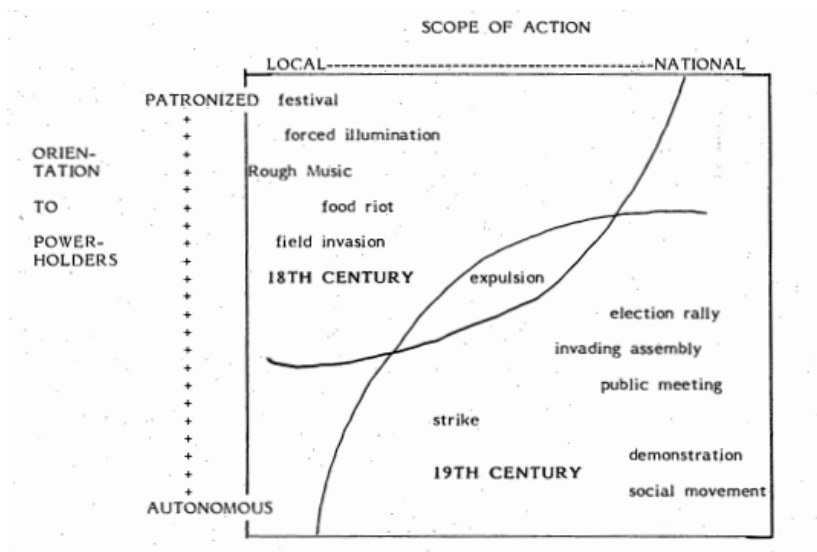 SCOPE OF ACTION
LOCAL------------------------------------NATIONAL
PATRONIZED festival
+
+ forced illumination
ORIEN- +
TATION + Rough Music
+
TO + food riot
+
POWER- + field invasion
HOLDERS +
+ 18TH CENTURY expulsion
+
+ election rally
+
+ invading assembly
+
+ public meeting
+
+ strike
+
+ 19TH CENTURY demonstration
+
+ social movement
AUTONOMOUS